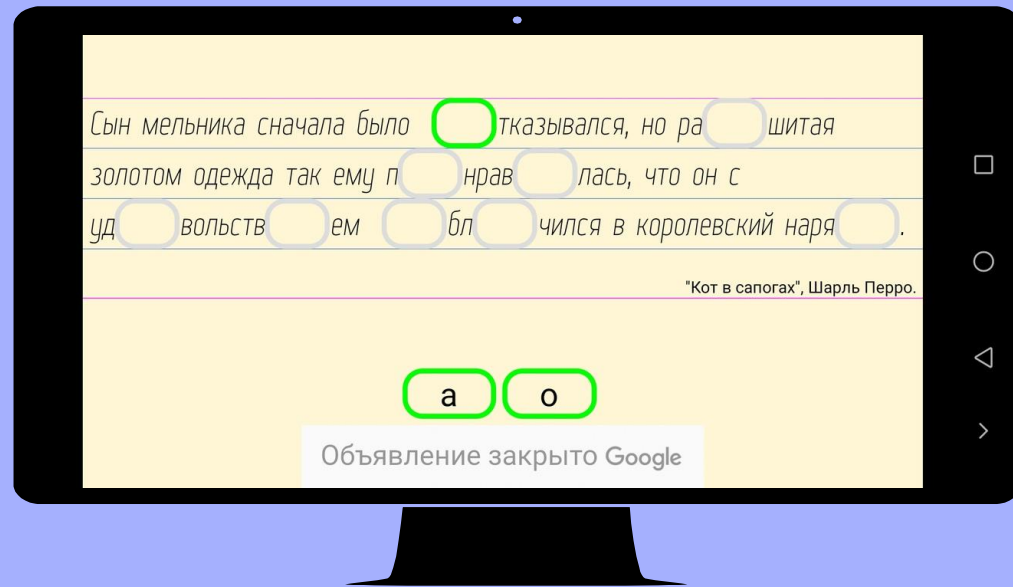 Сын мельника сначала было тказывался, но ра шитая
золотом одежда так ему п нрав лась, что он с
уд вольств ем бл чился в королевский наря .
"Кот в сапогах", Шарль Перро.
а о
Объявление закрыто Google